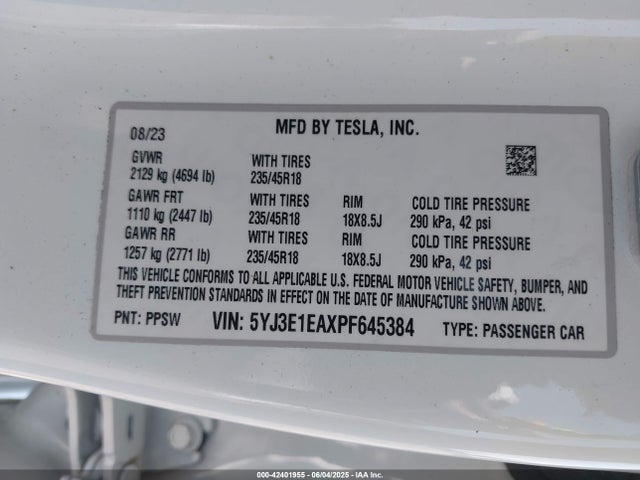 MFD BY TESLA, INC.
08/23
GVWR WITH TIRES
2129 kg (4694 lb) 235/45R18
GAWR FRT WITH TIRES RIM COLD TIRE PRESSURE
1110 kg (2447 lb) 235/45R18 18X8.5J 290 kPa, 42 psi
GAWR RR WITH TIRES RIM COLD TIRE PRESSURE
1257 kg (2771 lb) 235/45R18 18X8.5J 290 kPa, 42 psi
THIS VEHICLE CONFORMS TO ALL APPLICABLE U.S. FEDERAL MOTOR VEHICLE SAFETY, BUMPER, AND
THEFT PREVENTION STANDARDS IN EFFECT ON THE DATE OF MANUFACTURE SHOWN ABOVE.
PNT: PPSW VIN: 5YJ3E1EAXPF645384 TYPE: PASSENGER CAR
000-42401955 - 06/04/2025 - IAA Inc.